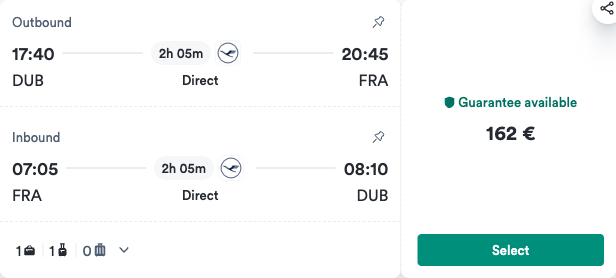 Outbound
17:40 2h 05m 20:45
DUB Direct FRA
Inbound
07:05 2h 05m 08:10
FRA Direct DUB
1 1 0
Guarantee available
162 €
Select